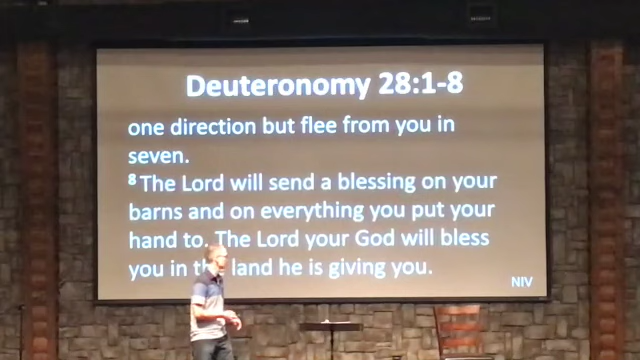 Deuteronomy 28:1-8
one direction but flee from you in
seven.
8 The Lord will send a blessing on your
barns and on everything you put your
hand to. The Lord your God will bless
you in the land he is giving you.
NIV